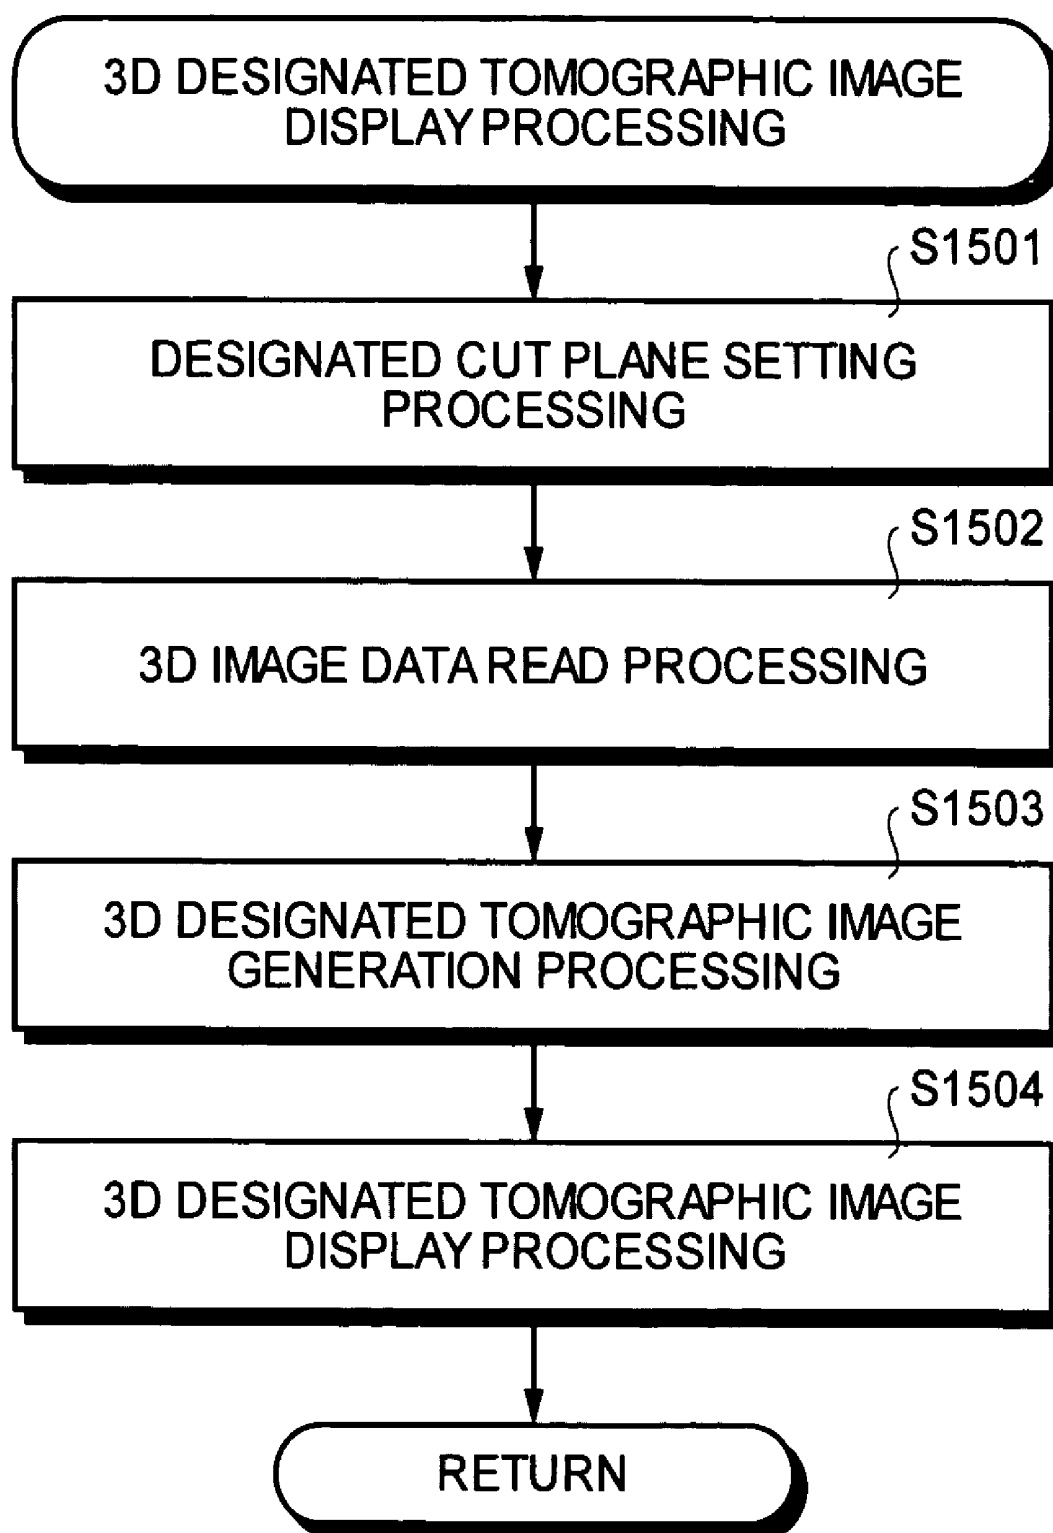 3D DESIGNATED TOMOGRAPHIC IMAGE
DISPLAY PROCESSING
S1501
DESIGNATED CUT PLANE SETTING
PROCESSING
S1502
3D IMAGE DATA READ PROCESSING
S1503
3D DESIGNATED TOMOGRAPHIC IMAGE
GENERATION PROCESSING
S1504
3D DESIGNATED TOMOGRAPHIC IMAGE
DISPLAY PROCESSING
RETURN